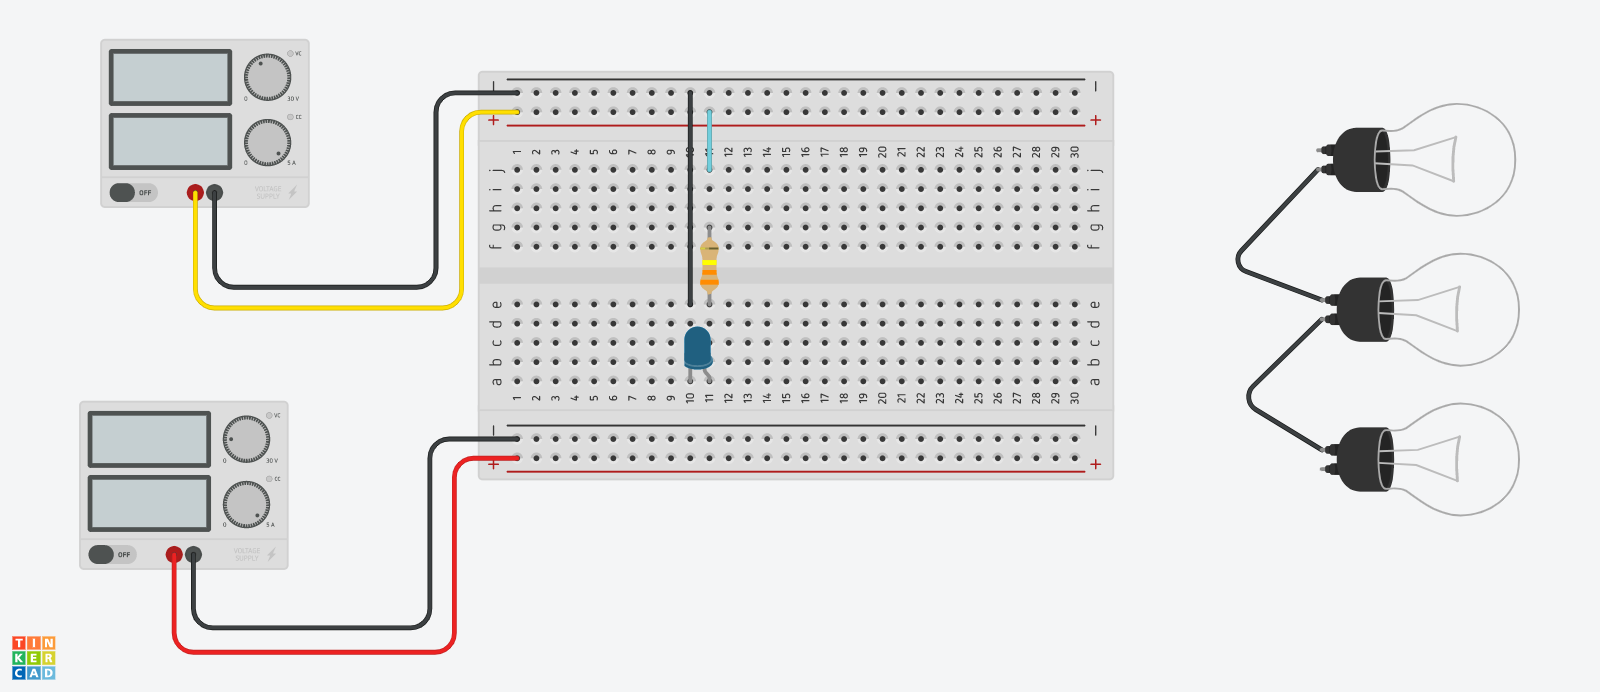 VC
0 30 V
CC
0 5 A
OFF VOLTAGE SUPPLY
− −
+ +
1 2 3 4 5 6 7 8 9 10 11 12 13 14 15 16 17 18 19 20 21 22 23 24 25 26 27 28 29 30
j j
i i
h h
g g
f f
e e
d d
c c
b b
a a
1 2 3 4 5 6 7 8 9 10 11 12 13 14 15 16 17 18 19 20 21 22 23 24 25 26 27 28 29 30
− −
+ +
VC
0 30 V
CC
0 5 A
OFF VOLTAGE SUPPLY
TIN
KER
CAD